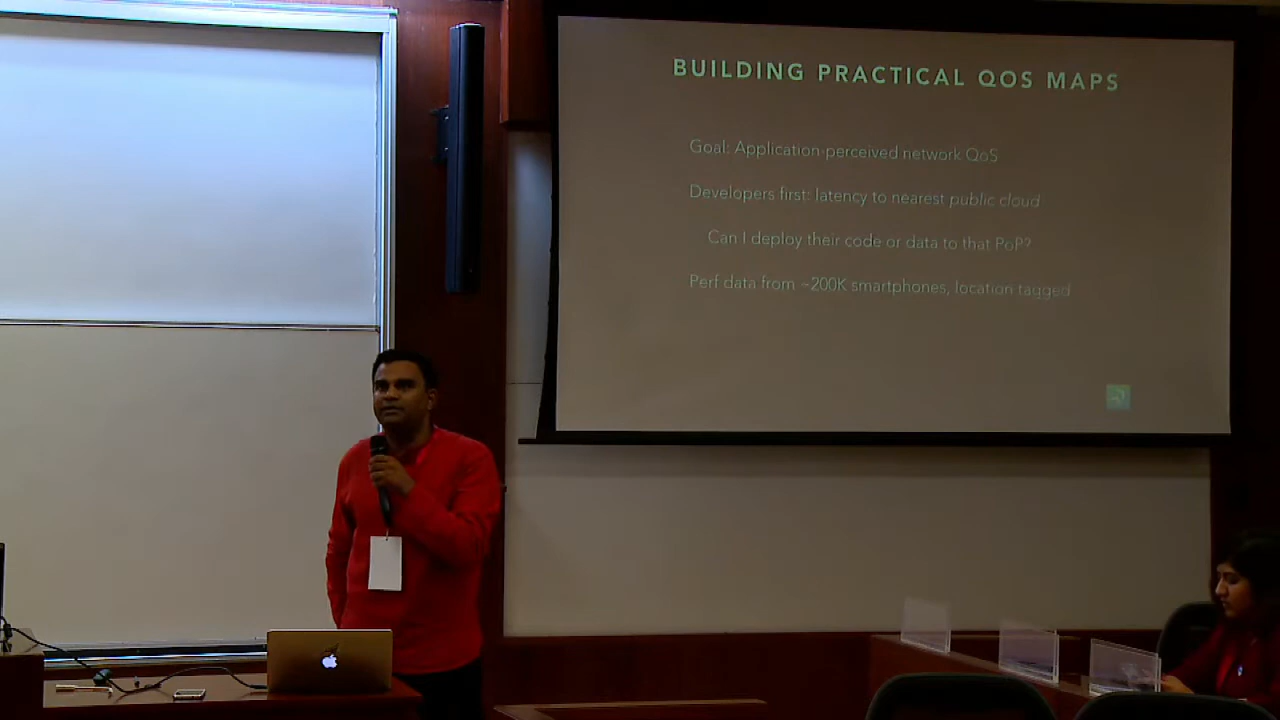 BUILDING PRACTICAL QOS MAPS
Goal: Application-perceived network QoS
Developers first: latency to nearest public cloud
Can I deploy their code or data to that PoP?
Perf data from ~200K smartphones, location tagged